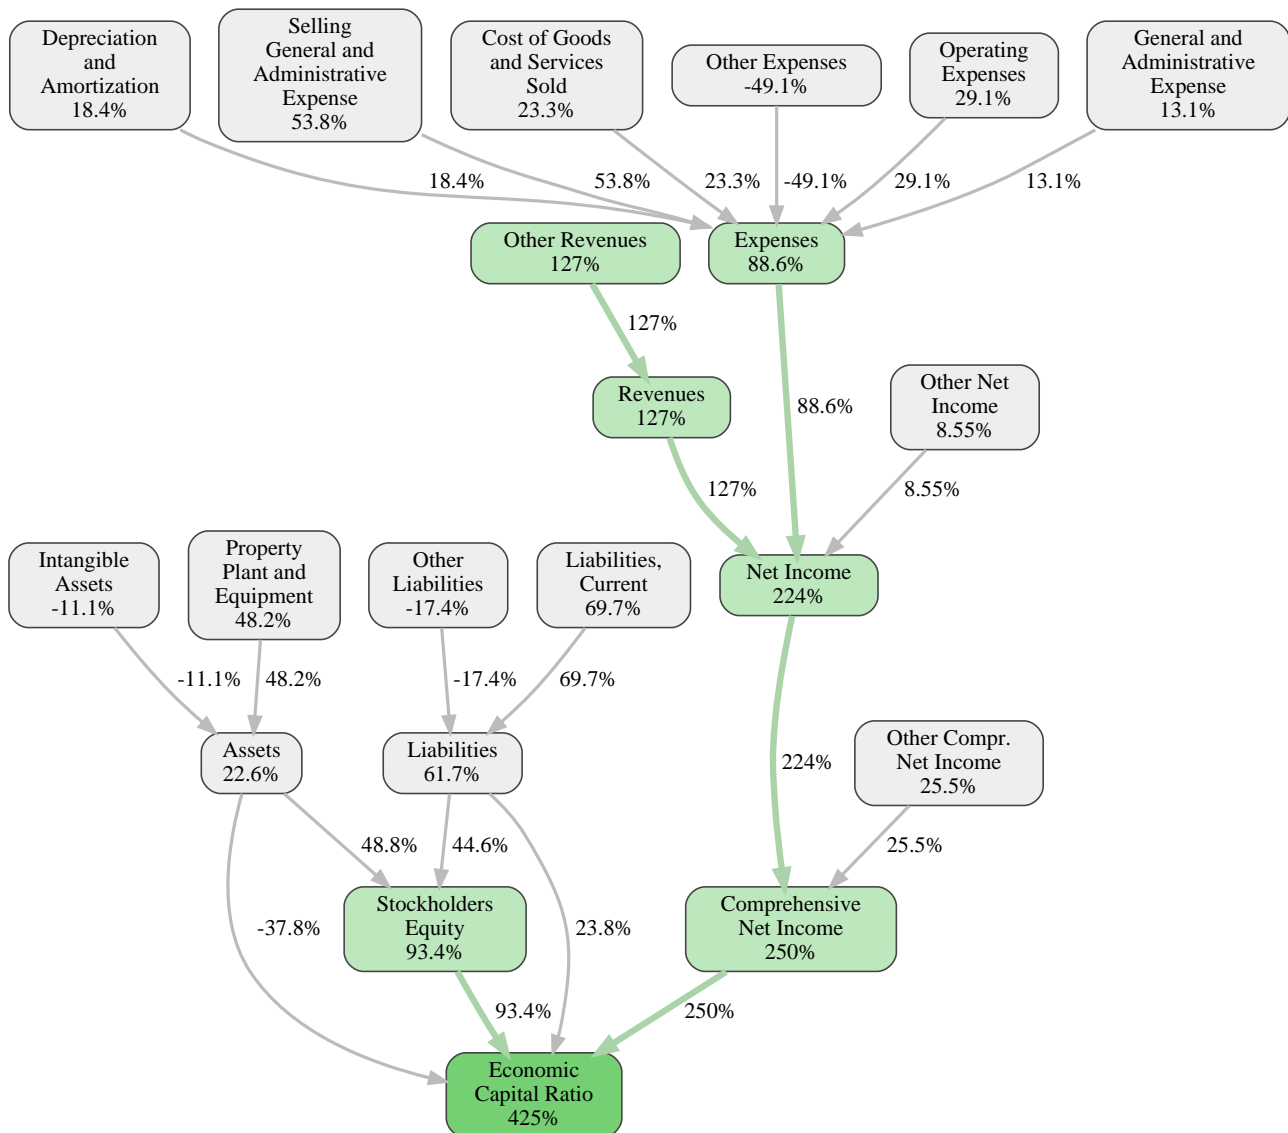 Depreciation
and
Amortization
18.4%
Selling
General and
Administrative
Expense
53.8%
Cost of Goods
and Services
Sold
23.3%
Other Expenses
-49.1%
Operating
Expenses
29.1%
General and
Administrative
Expense
13.1%
18.4%
53.8%
23.3%
-49.1%
29.1%
13.1%
Other Revenues
127%
Expenses
88.6%
127%
Revenues
127%
88.6%
Other Net
Income
8.55%
127%
8.55%
Intangible
Assets
-11.1%
Property
Plant and
Equipment
48.2%
Other
Liabilities
-17.4%
Liabilities,
Current
69.7%
Net Income
224%
-11.1%
48.2%
-17.4%
69.7%
Assets
22.6%
Liabilities
61.7%
224%
Other Compr.
Net Income
25.5%
48.8%
44.6%
25.5%
-37.8%
Stockholders
Equity
93.4%
23.8%
Comprehensive
Net Income
250%
93.4%
250%
Economic
Capital Ratio
425%